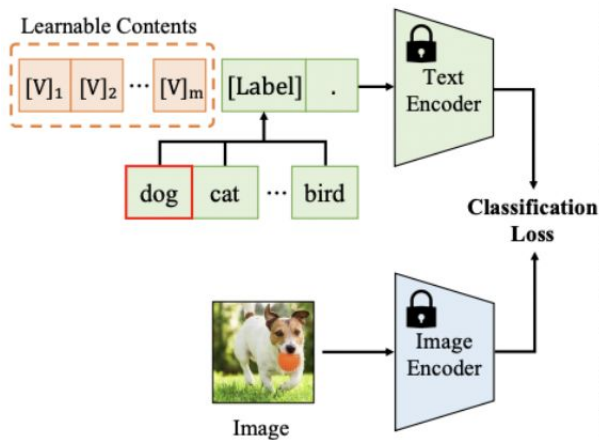 Learnable Contents
[V]₁ [V]₂ ... [V]ₘ [Label] .
Text
Encoder
dog cat ... bird
Classification
Loss
Image
Encoder
Image